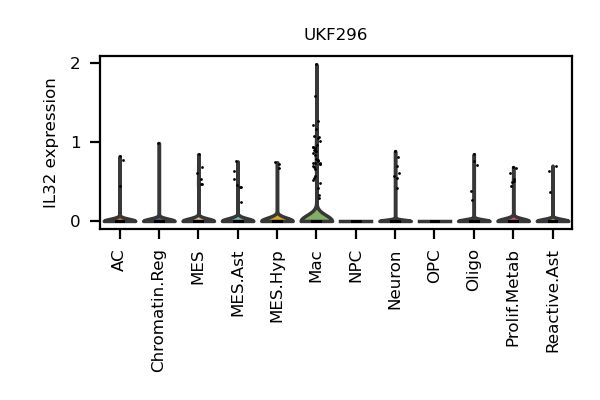 UKF296
IL32 expression
2
1
0
AC
Chromatin.Reg
MES
MES.Ast
MES.Hyp
Mac
NPC
Neuron
OPC
Oligo
Prolif.Metab
Reactive.Ast